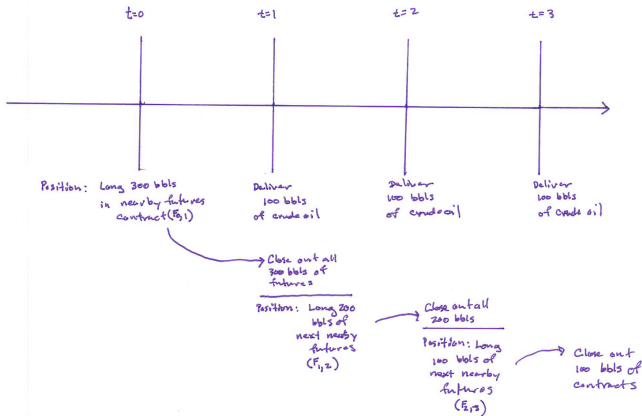 t=0
t=1
t=2
t=3
Position: Long 300 bbls
in nearby futures
contract (F0,1)
Deliver
100 bbls
of crude oil
Deliver
100 bbls
of crude oil
Deliver
100 bbls
of crude oil
Close out all
300 bbls of
futures
Position: Long 200
bbls of
next nearby
futures
(F1,2)
Close out all
200 bbls
Position: Long
100 bbls of
next nearby
futures
(F2,3)
Close out
100 bbls of
contracts